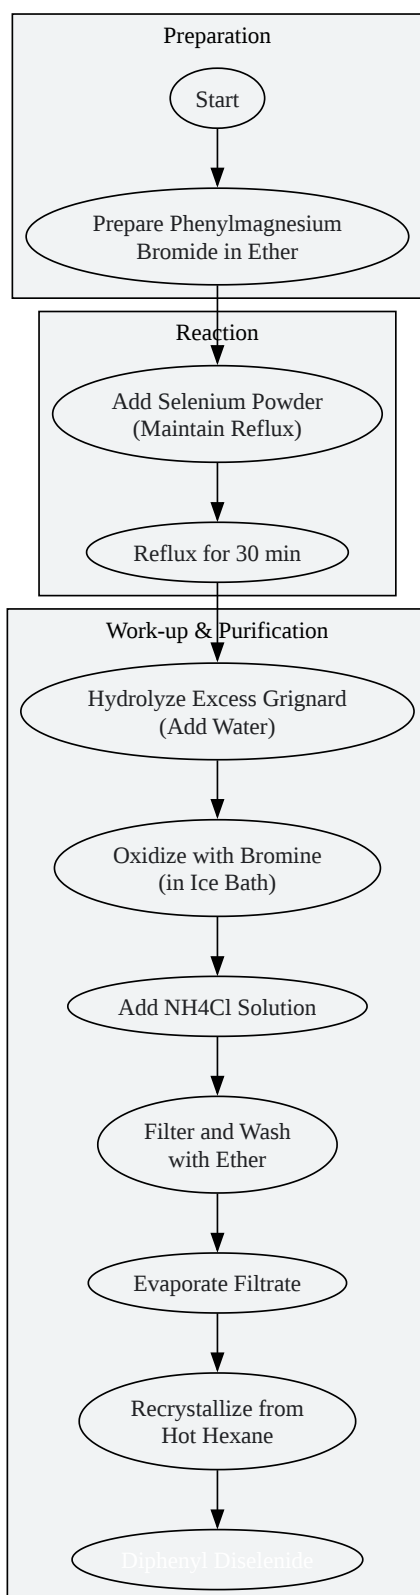 Preparation
Start
Prepare Phenylmagnesium
Bromide in Ether
Reaction
Add Selenium Powder
(Maintain Reflux)
Reflux for 30 min
Work-up & Purification
Hydrolyze Excess Grignard
(Add Water)
Oxidize with Bromine
(in Ice Bath)
Add NH4Cl Solution
Filter and Wash
with Ether
Evaporate Filtrate
Recrystallize from
Hot Hexane
Diphenyl Diselenide